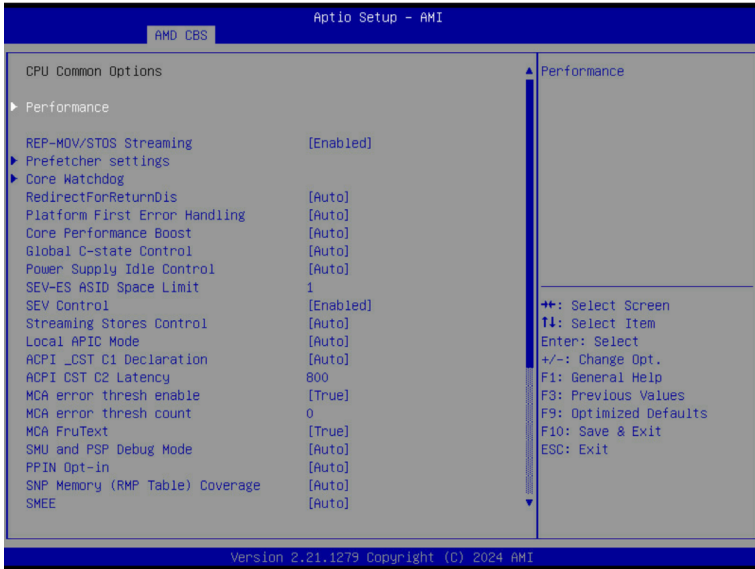 Aptio Setup – AMI
AMD CBS
CPU Common Options
Performance
REP-MOV/STOS Streaming [Enabled]
Prefetcher settings
Core Watchdog
RedirectForReturnDis [Auto]
Platform First Error Handling [Auto]
Core Performance Boost [Auto]
Global C-state Control [Auto]
Power Supply Idle Control [Auto]
SEV-ES ASID Space Limit 1
SEV Control [Enabled]
Streaming Stores Control [Auto]
Local APIC Mode [Auto]
ACPI _CST C1 Declaration [Auto]
ACPI CST C2 Latency 800
MCA error thresh enable [True]
MCA error thresh count 0
MCA FruText [True]
SMU and PSP Debug Mode [Auto]
PPIN Opt-in [Auto]
SNP Memory (RMP Table) Coverage [Auto]
SMEE [Auto]
Performance
→←: Select Screen
↑↓: Select Item
Enter: Select
+/-: Change Opt.
F1: General Help
F3: Previous Values
F9: Optimized Defaults
F10: Save & Exit
ESC: Exit
Version 2.21.1279 Copyright (C) 2024 AMI